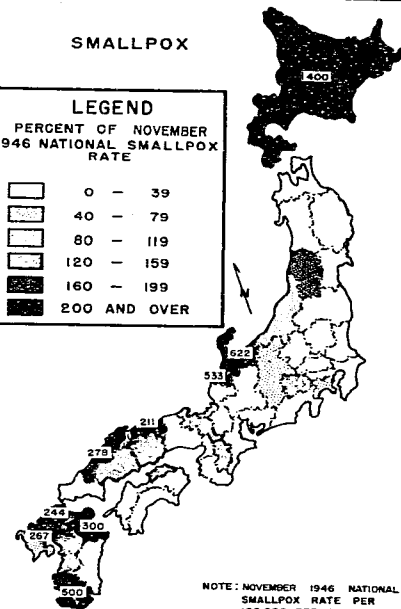 SMALLPOX
400
LEGEND
PERCENT OF NOVEMBER
946 NATIONAL SMALLPOX
RATE
0 – 39
40 – 79
80 – 119
120 – 159
160 – 199
200 AND OVER
N
622
533
211
278
244
300
267
500
NOTE: NOVEMBER 1946 NATIONAL
SMALLPOX RATE PER